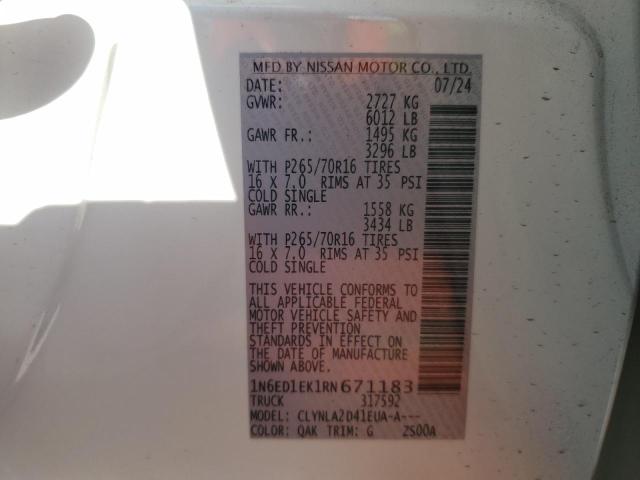 MFD BY NISSAN MOTOR CO., LTD.
DATE: 07/24
GVWR: 2727 KG
6012 LB
GAWR FR.: 1495 KG
3296 LB
WITH P265/70R16 TIRES
16 X 7.0 RIMS AT 35 PSI
COLD SINGLE
GAWR RR.: 1558 KG
3434 LB
WITH P265/70R16 TIRES
16 X 7.0 RIMS AT 35 PSI
COLD SINGLE
THIS VEHICLE CONFORMS TO
ALL APPLICABLE FEDERAL
MOTOR VEHICLE SAFETY AND
THEFT PREVENTION
STANDARDS IN EFFECT ON
THE DATE OF MANUFACTURE
SHOWN ABOVE.
1N6ED1EK1RN671183
TRUCK 317592
MODEL: CLYNLA2D41EUA-A---
COLOR: QAK TRIM: G 2S00A